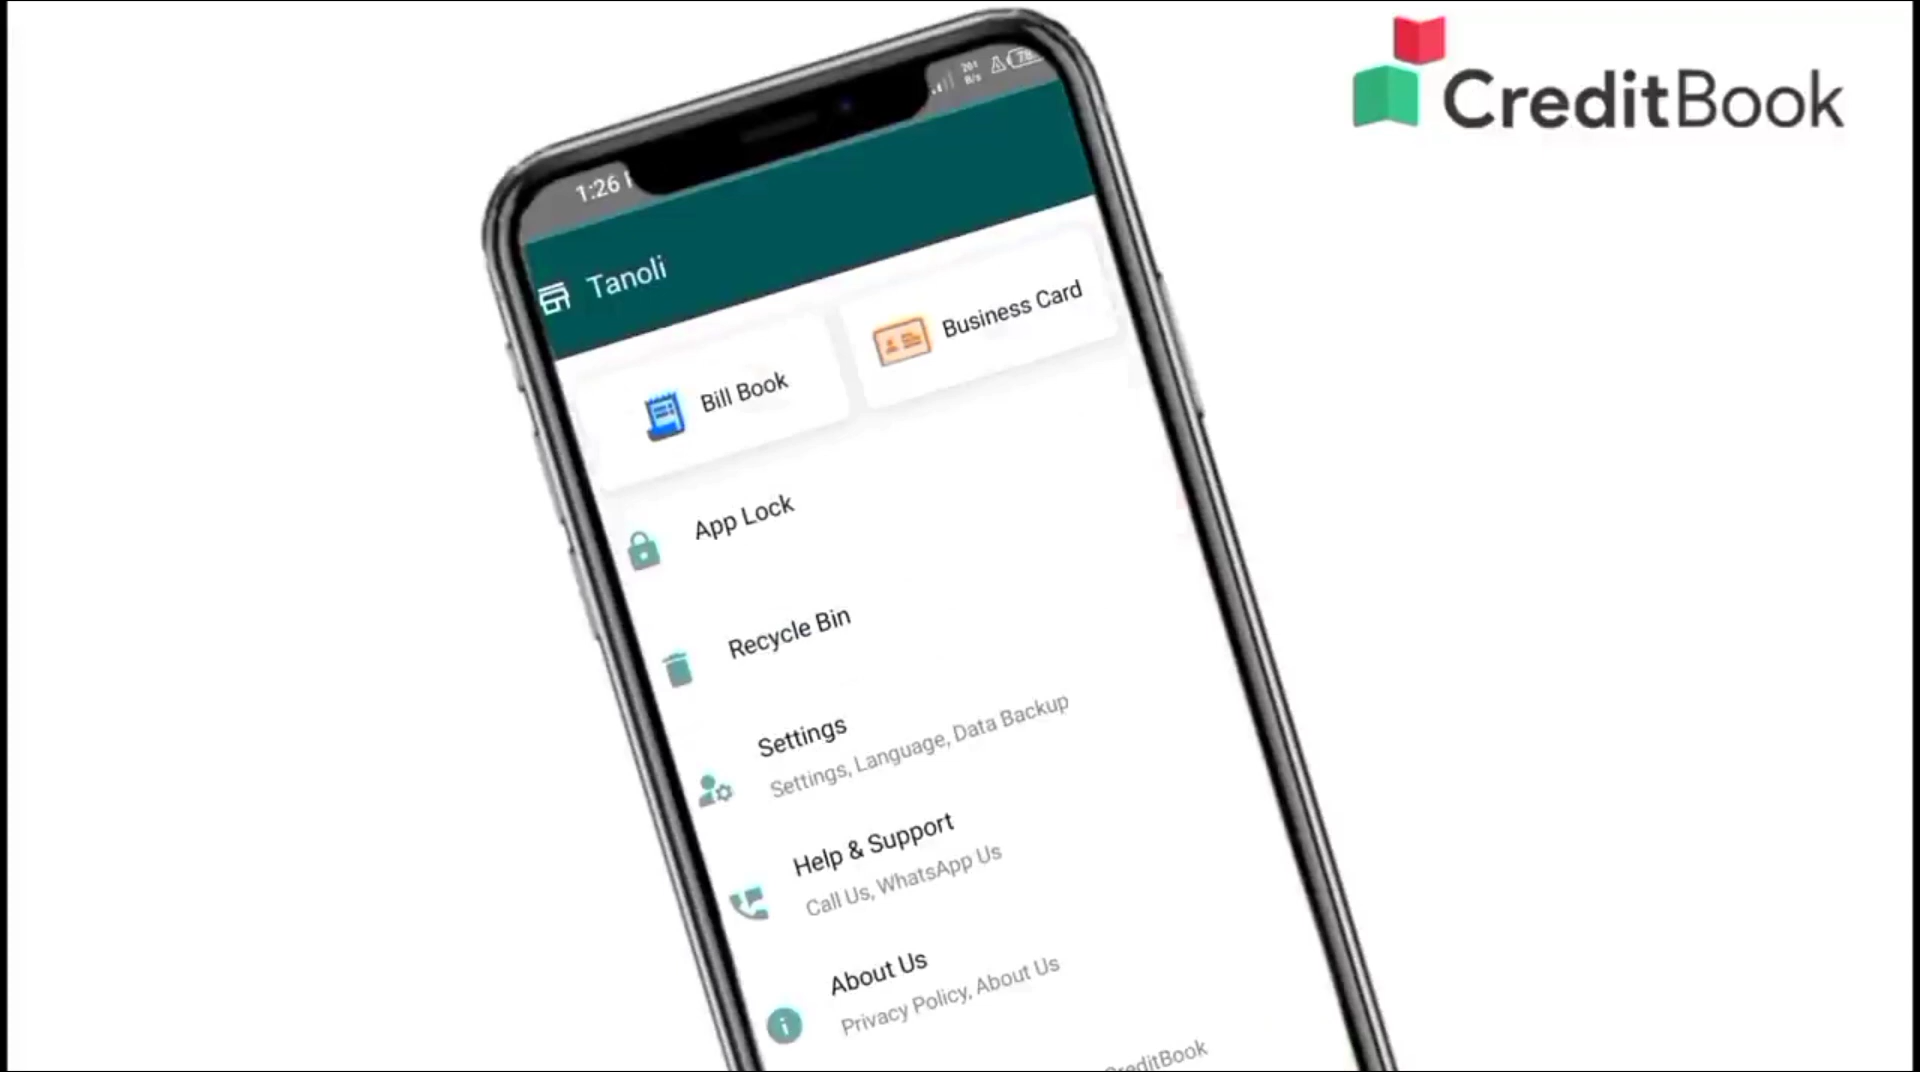 CreditBook
1:26
Tanoli
Bill Book
Business Card
App Lock
Recycle Bin
Settings
Settings, Language, Data Backup
Help & Support
Call Us, WhatsApp Us
About Us
Privacy Policy, About Us
CreditBook